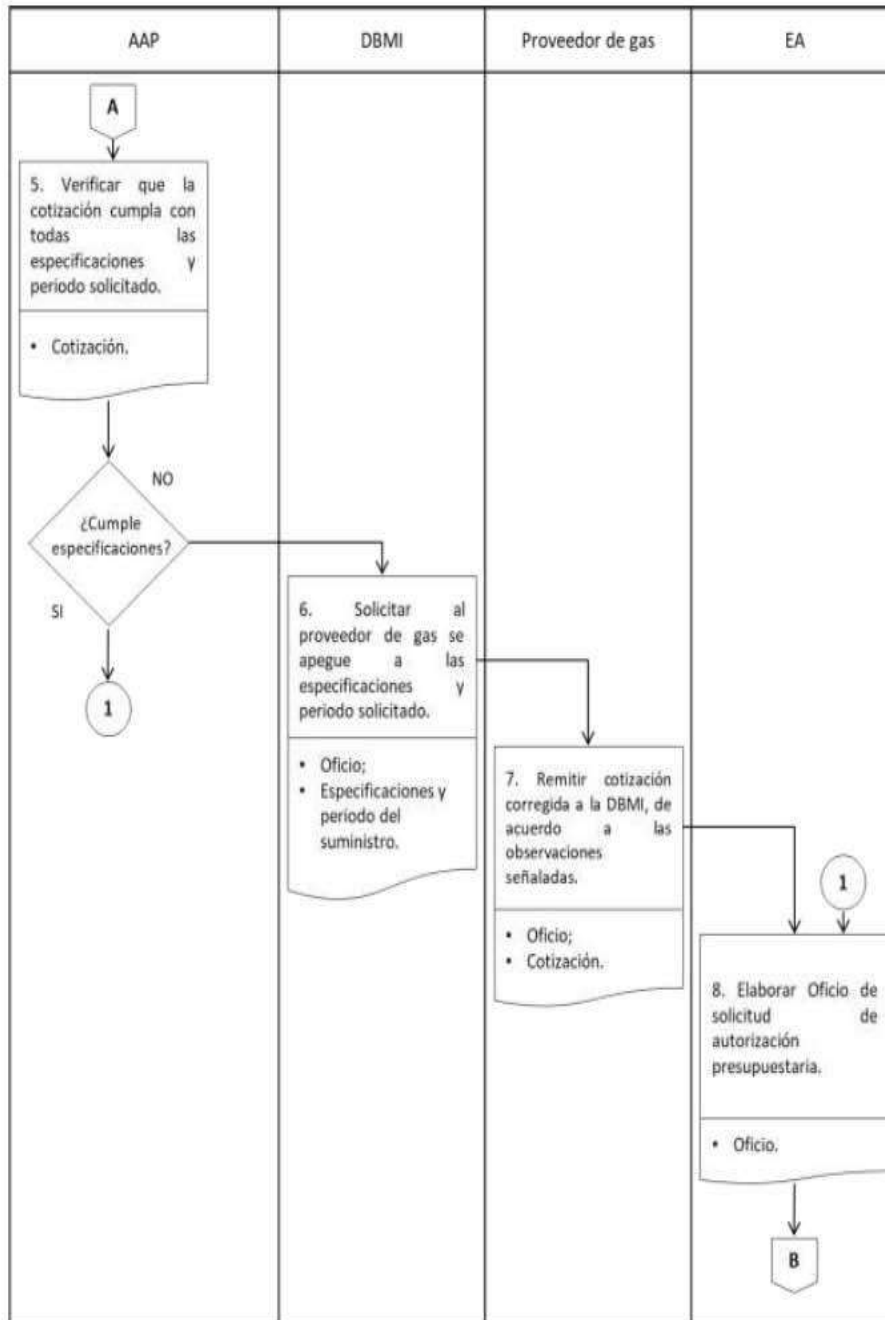 AAP
DBMI
Proveedor de gas
EA
A
5. Verificar que la
cotización cumpla con
todas las
especificaciones y
periodo solicitado.
• Cotización.
NO
¿Cumple
especificaciones?
SI
1
6. Solicitar al
proveedor de gas se
apegue a las
especificaciones y
periodo solicitado.
• Oficio;
• Especificaciones y
periodo del
suministro.
7. Remitir cotización
corregida a la DBMI, de
acuerdo a las
observaciones
señaladas.
• Oficio;
• Cotización.
1
8. Elaborar Oficio de
solicitud de
autorización
presupuestaria.
• Oficio.
B